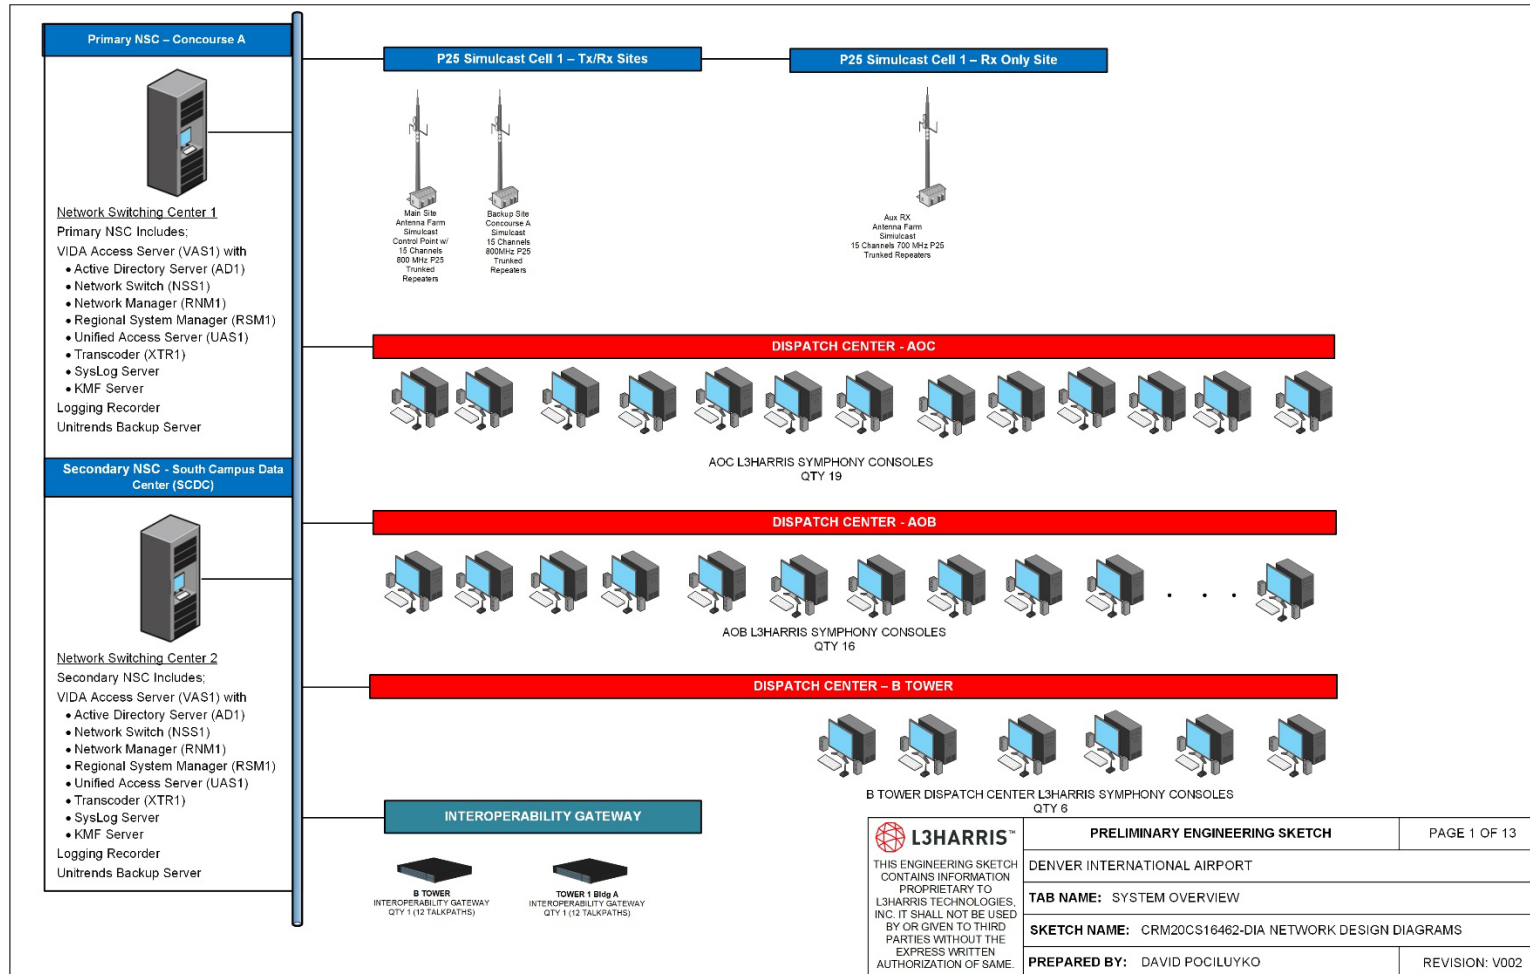 Primary NSC – Concourse A
Network Switching Center 1
Primary NSC Includes;
VIDA Access Server (VAS1) with
• Active Directory Server (AD1)
• Network Switch (NSS1)
• Network Manager (RNM1)
• Regional System Manager (RSM1)
• Unified Access Server (UAS1)
• Transcoder (XTR1)
• SysLog Server
• KMF Server
Logging Recorder
Unitrends Backup Server
Secondary NSC - South Campus Data
Center (SCDC)
Network Switching Center 2
Secondary NSC Includes;
VIDA Access Server (VAS1) with
• Active Directory Server (AD1)
• Network Switch (NSS1)
• Network Manager (RNM1)
• Regional System Manager (RSM1)
• Unified Access Server (UAS1)
• Transcoder (XTR1)
• SysLog Server
• KMF Server
Logging Recorder
Unitrends Backup Server
P25 Simulcast Cell 1 – Tx/Rx Sites
Main Site
Antenna Farm
Simulcast
Control Point w/
15 Channels
800 MHz P25
Trunked
Repeaters
Backup Site
Concourse A
Simulcast
15 Channels
800MHz P25
Trunked
Repeaters
P25 Simulcast Cell 1 – Rx Only Site
Aux RX
Antenna Farm
Simiulcast
15 Channels 700 MHz P25
Trunked Repeaters
DISPATCH CENTER - AOC
AOC L3HARRIS SYMPHONY CONSOLES
QTY 19
DISPATCH CENTER - AOB
. . .
AOB L3HARRIS SYMPHONY CONSOLES
QTY 16
DISPATCH CENTER – B TOWER
B TOWER DISPATCH CENTER L3HARRIS SYMPHONY CONSOLES
QTY 6
INTEROPERABILITY GATEWAY
B TOWER
INTEROPERABILITY GATEWAY
QTY 1 (12 TALKPATHS)
TOWER 1 Bldg A
INTEROPERABILITY GATEWAY
QTY 1 (12 TALKPATHS)
L3HARRIS™
THIS ENGINEERING SKETCH
CONTAINS INFORMATION
PROPRIETARY TO
L3HARRIS TECHNOLOGIES,
INC. IT SHALL NOT BE USED
BY OR GIVEN TO THIRD
PARTIES WITHOUT THE
EXPRESS WRITTEN
AUTHORIZATION OF SAME.
PRELIMINARY ENGINEERING SKETCH
PAGE 1 OF 13
DENVER INTERNATIONAL AIRPORT
TAB NAME: SYSTEM OVERVIEW
SKETCH NAME: CRM20CS16462-DIA NETWORK DESIGN DIAGRAMS
PREPARED BY: DAVID POCILUYKO
REVISION: V002